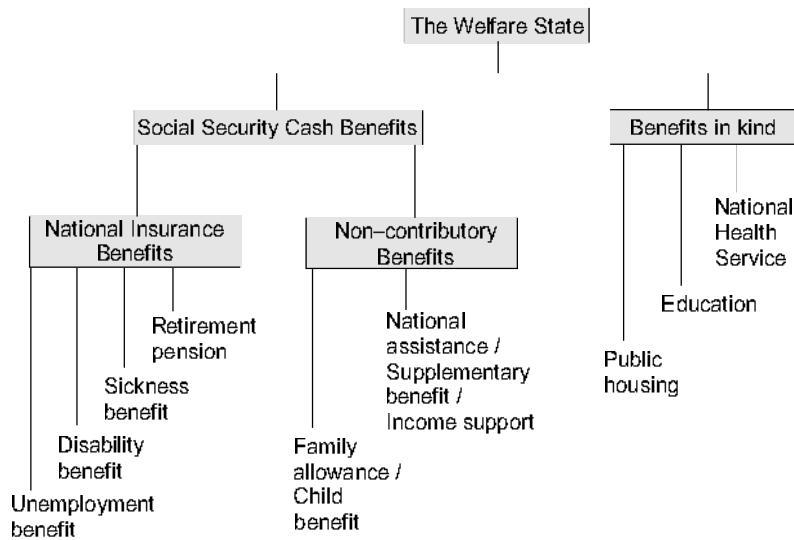 The Welfare State
Social Security Cash Benefits
Benefits in kind
National Insurance
Benefits
Non–contributory
Benefits
National
Health
Service
Education
Public
housing
Retirement
pension
Sickness
benefit
Disability
benefit
Unemployment
benefit
National
assistance /
Supplementary
benefit /
Income support
Family
allowance /
Child
benefit